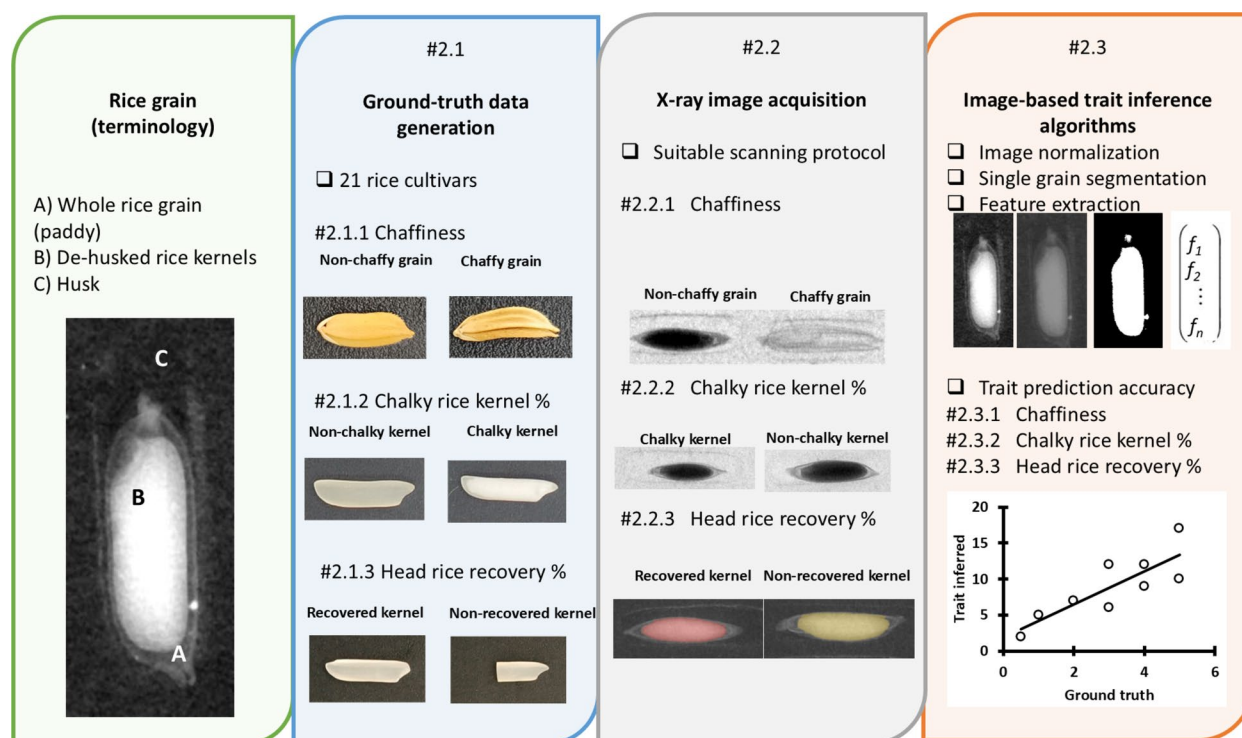 Rice grain
(terminology)
A) Whole rice grain
(paddy)
B) De-husked rice kernels
C) Husk
C
B
A
#2.1
Ground-truth data
generation
❑ 21 rice cultivars
#2.1.1 Chaffiness
Non-chaffy grain Chaffy grain
#2.1.2 Chalky rice kernel %
Non-chalky kernel Chalky kernel
#2.1.3 Head rice recovery %
Recovered kernel Non-recovered kernel
#2.2
X-ray image acquisition
❑ Suitable scanning protocol
#2.2.1 Chaffiness
Non-chaffy grain Chaffy grain
#2.2.2 Chalky rice kernel %
Chalky kernel Non-chalky kernel
#2.2.3 Head rice recovery %
Recovered kernel Non-recovered kernel
#2.3
Image-based trait inference
algorithms
❑ Image normalization
❑ Single grain segmentation
❑ Feature extraction
f1
f2
⋮
fn
❑ Trait prediction accuracy
#2.3.1 Chaffiness
#2.3.2 Chalky rice kernel %
#2.3.3 Head rice recovery %
20
15
10
5
0
Trait inferred
0 2 4 6
Ground truth